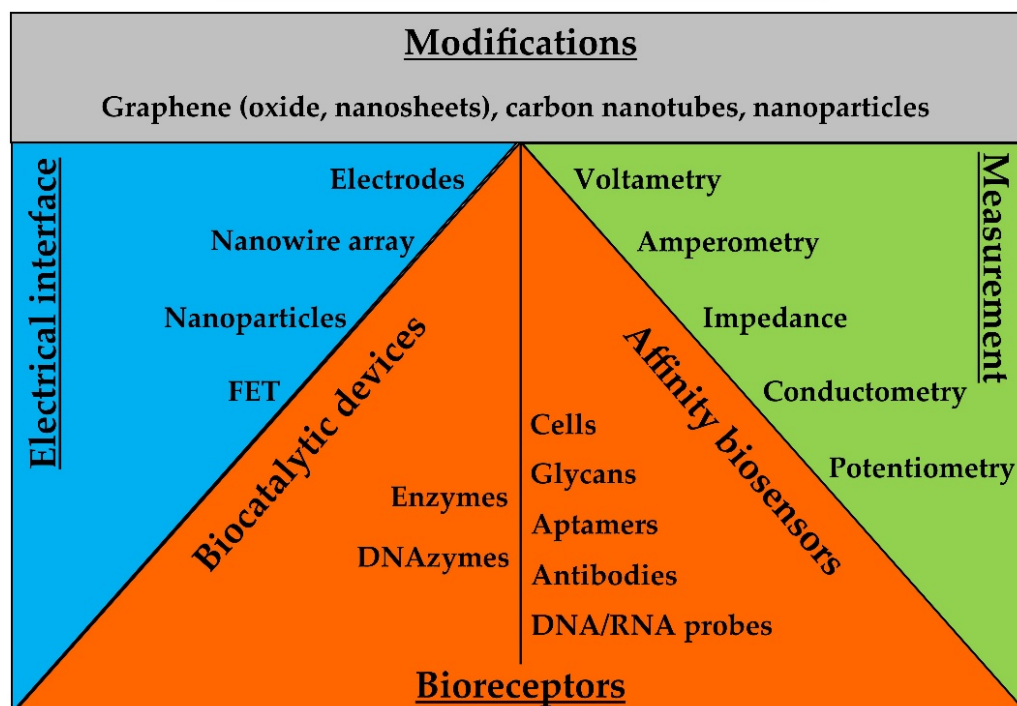 Modifications
Graphene (oxide, nanosheets), carbon nanotubes, nanoparticles
Electrical interface
Electrodes
Nanowire array
Nanoparticles
FET
Biocatalytic devices
Enzymes
DNAzymes
Affinity biosensors
Cells
Glycans
Aptamers
Antibodies
DNA/RNA probes
Bioreceptors
Measurement
Voltametry
Amperometry
Impedance
Conductometry
Potentiometry